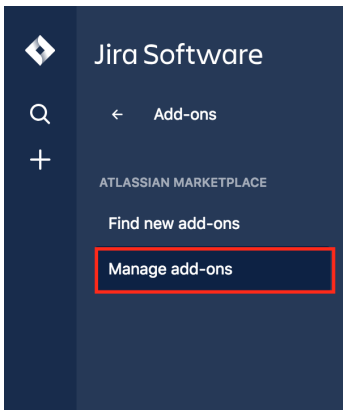 Jira Software
Add-ons
ATLASSIAN MARKETPLACE
Find new add-ons
Manage add-ons